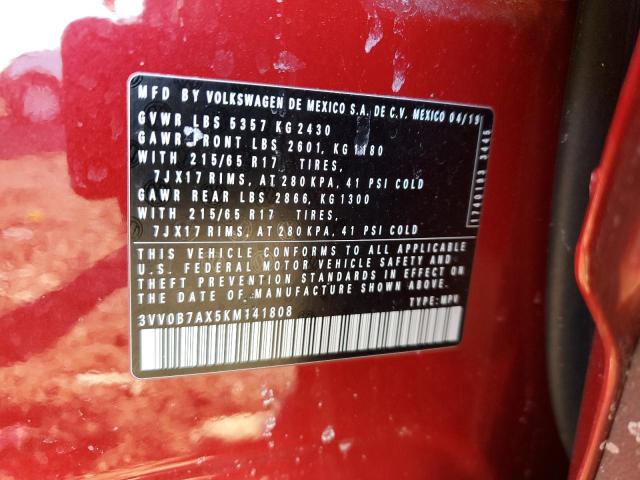 MFD BY VOLKSWAGEN DE MEXICO S.A. DE C.V. MEXICO 04/19
GVWR LBS 5357 KG 2430
GAWR FRONT LBS 2601, KG 1180
WITH 215/65 R17 TIRES,
7JX17 RIMS, AT 280 KPA, 41 PSI COLD
GAWR REAR LBS 2866, KG 1300
WITH 215/65 R17 TIRES,
7JX17 RIMS, AT 280 KPA, 41 PSI COLD
THIS VEHICLE CONFORMS TO ALL APPLICABLE
U.S. FEDERAL MOTOR VEHICLE SAFETY AND
THEFT PREVENTION STANDARDS IN EFFECT ON
THE DATE OF MANUFACTURE SHOWN ABOVE.
3VV0B7AX5KM141808 TYPE: MPV
1740113 3445